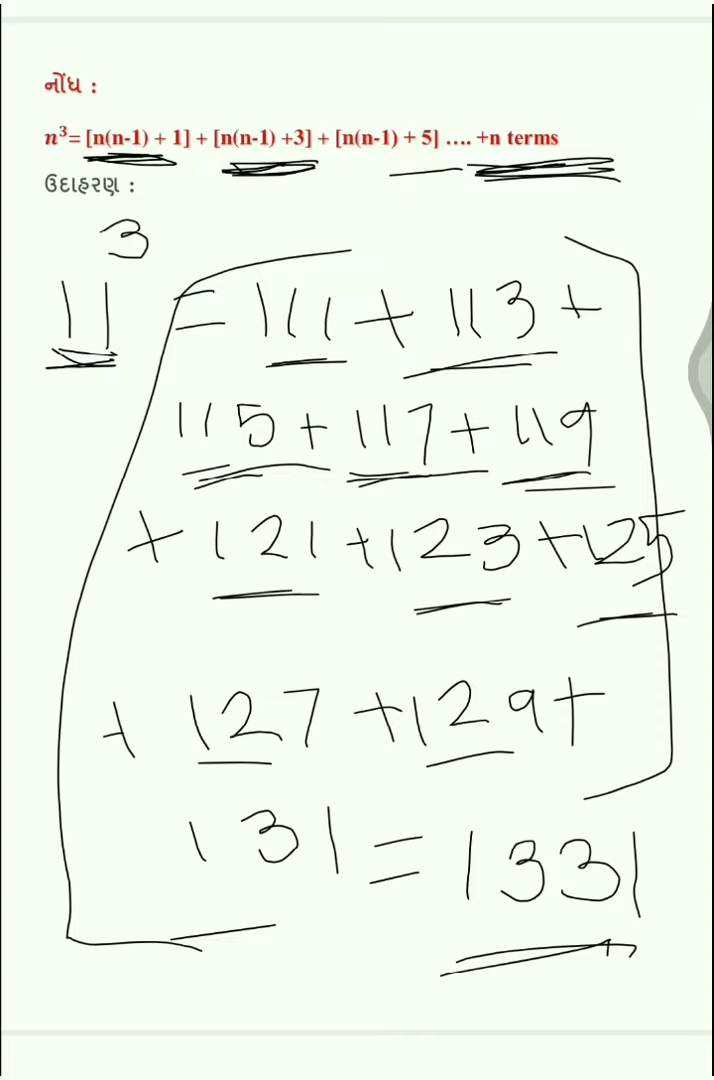 નોંધ :
n³= [n(n-1) + 1] + [n(n-1) +3] + [n(n-1) + 5] .... +n terms
ઉદાહરણ :
11³ = 111 + 113 +
115 + 117 + 119
+ 121 + 123 + 125
+ 127 + 129 +
131 = 1331